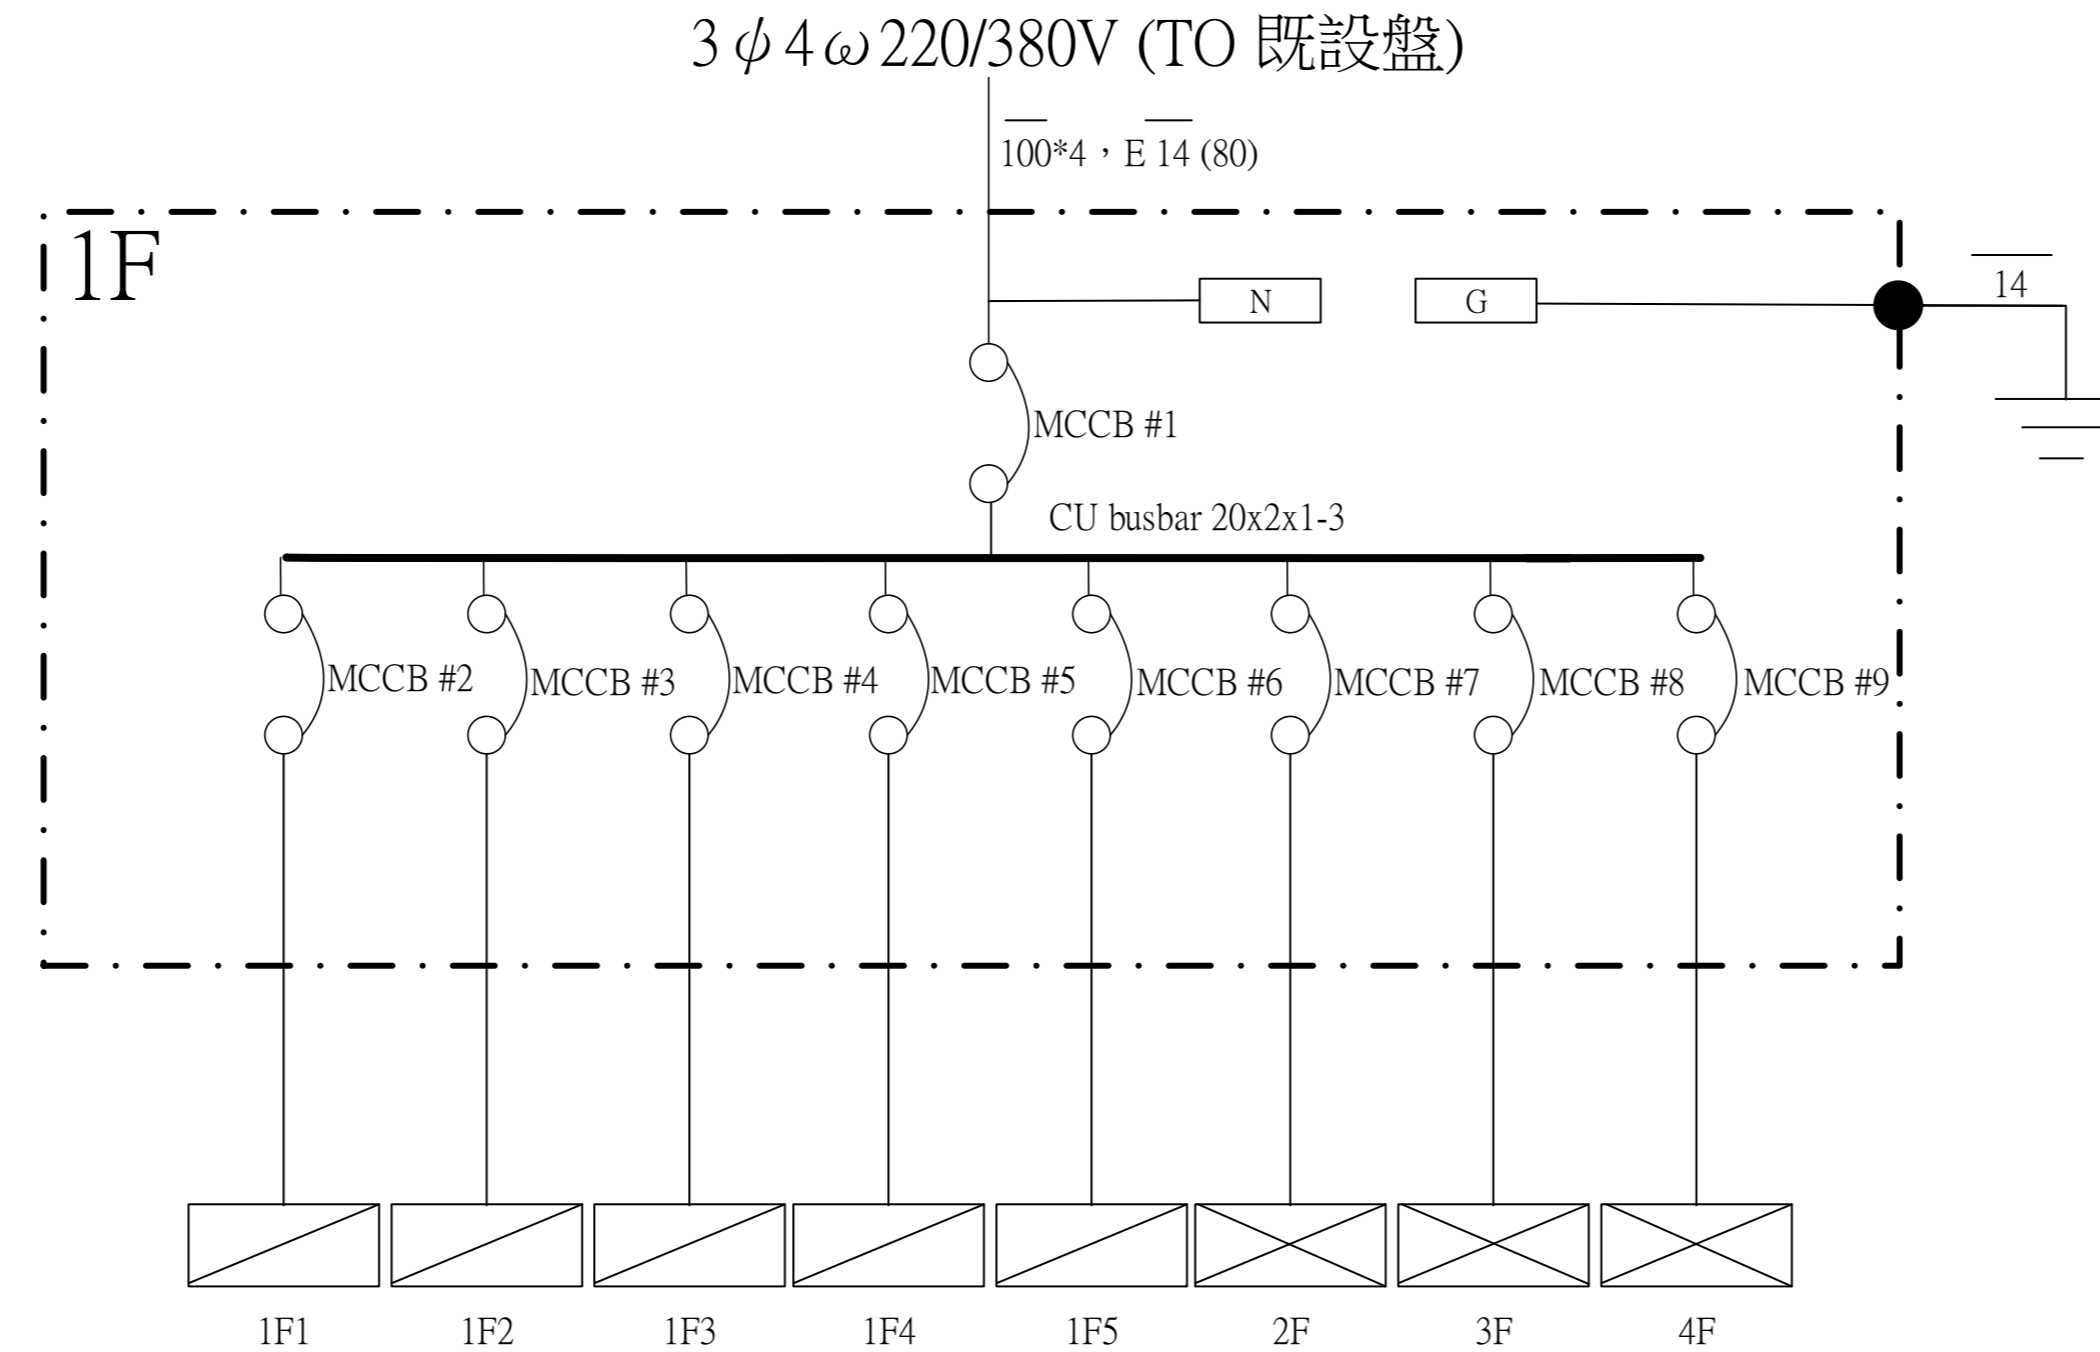 3ψ4ω220/380V (TO 既設盤)
100*4，E 14 (80)
1F
N
G
14
MCCB #1
CU busbar 20x2x1-3
MCCB #2
MCCB #3
MCCB #4
MCCB #5
MCCB #6
MCCB #7
MCCB #8
MCCB #9
1F1
1F2
1F3
1F4
1F5
2F
3F
4F